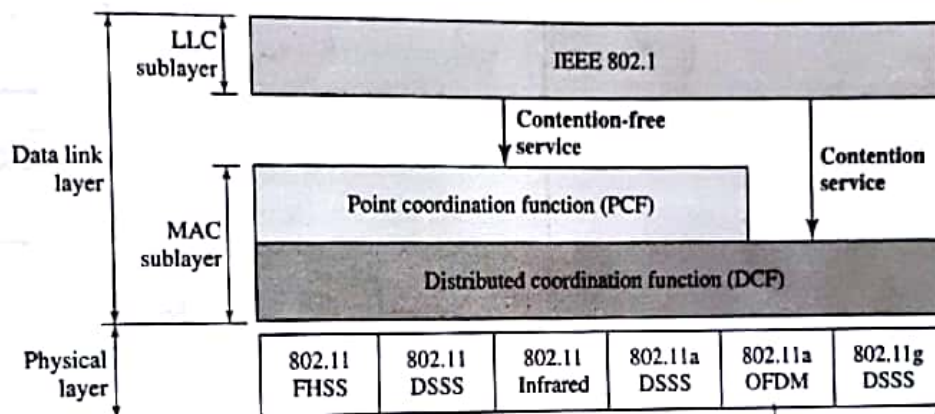 LLC
sublayer
IEEE 802.1
Contention-free
service
Contention
service
Data link
layer
MAC
sublayer
Point coordination function (PCF)
Distributed coordination function (DCF)
Physical
layer
802.11
FHSS
802.11
DSSS
802.11
Infrared
802.11a
DSSS
802.11a
OFDM
802.11g
DSSS